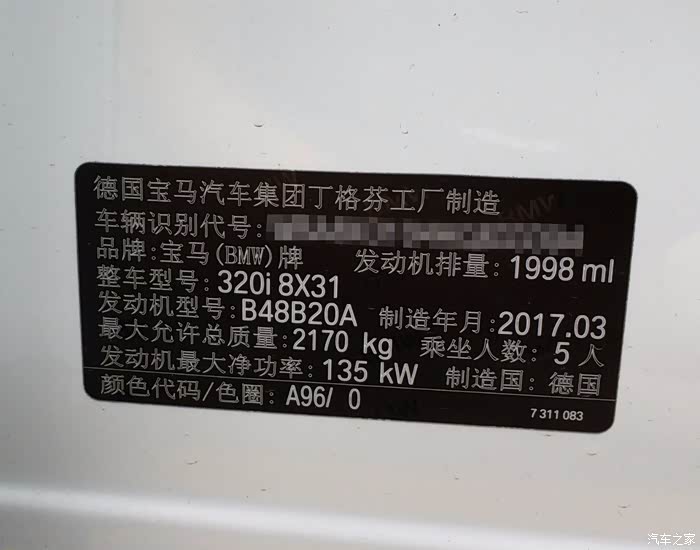 德国宝马汽车集团丁格芬工厂制造
车辆识别代号:
品牌: 宝马(BMW)牌 发动机排量: 1998 ml
整车型号: 320i 8X31
发动机型号: B48B20A 制造年月: 2017.03
最大允许总质量: 2170 kg 乘坐人数: 5 人
发动机最大净功率: 135 kW 制造国: 德国
颜色代码/色圈: A96/ 0
7 311 083
汽车之家